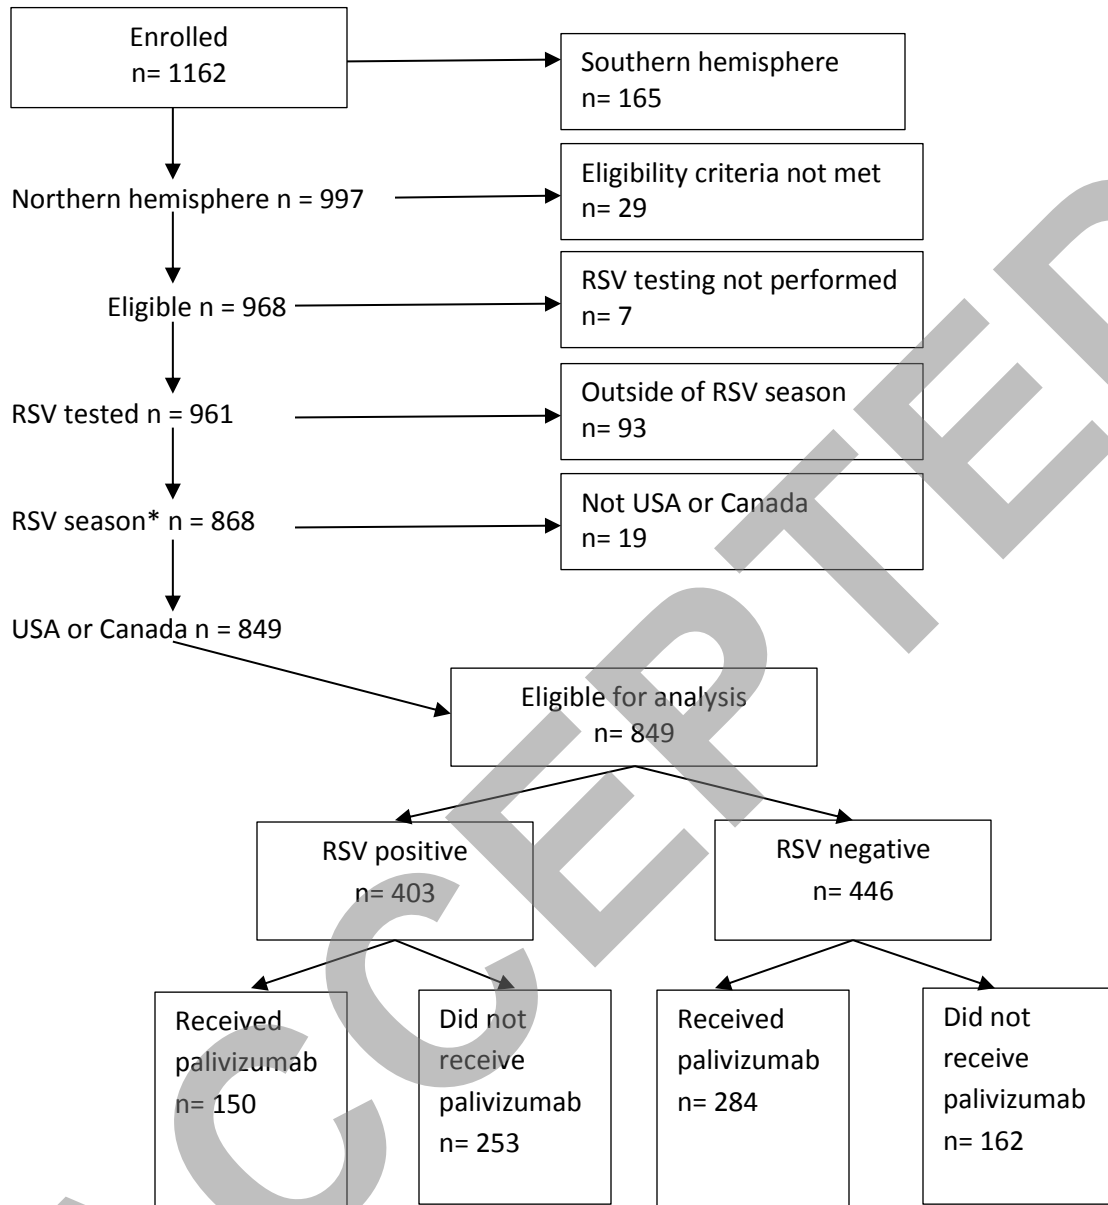 Enrolled
n= 1162
Southern hemisphere
n= 165
Northern hemisphere n = 997
Eligibility criteria not met
n= 29
Eligible n = 968
RSV testing not performed
n= 7
RSV tested n = 961
Outside of RSV season
n= 93
RSV season* n = 868
Not USA or Canada
n= 19
USA or Canada n = 849
Eligible for analysis
n= 849
RSV positive
n= 403
RSV negative
n= 446
Received
palivizumab
n= 150
Did not
receive
palivizumab
n= 253
Received
palivizumab
n= 284
Did not
receive
palivizumab
n= 162
ACCEPTED